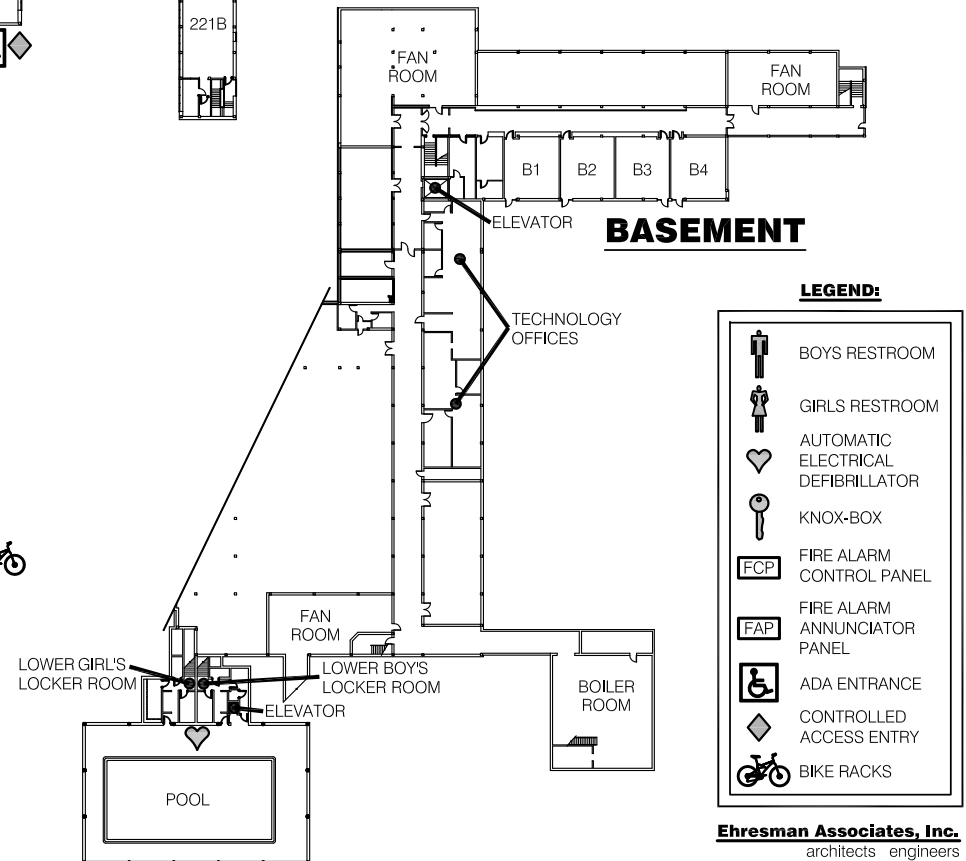 221B
FAN
ROOM
FAN
ROOM
B1
B2
B3
B4
ELEVATOR
BASEMENT
TECHNOLOGY
OFFICES
FAN
ROOM
LOWER GIRL'S
LOCKER ROOM
LOWER BOY'S
LOCKER ROOM
ELEVATOR
BOILER
ROOM
POOL
LEGEND:
BOYS RESTROOM
GIRLS RESTROOM
AUTOMATIC
ELECTRICAL
DEFIBRILLATOR
KNOX-BOX
FCP
FIRE ALARM
CONTROL PANEL
FAP
FIRE ALARM
ANNUNCIATOR
PANEL
ADA ENTRANCE
CONTROLLED
ACCESS ENTRY
BIKE RACKS
Ehresman Associates, Inc.
architects engineers